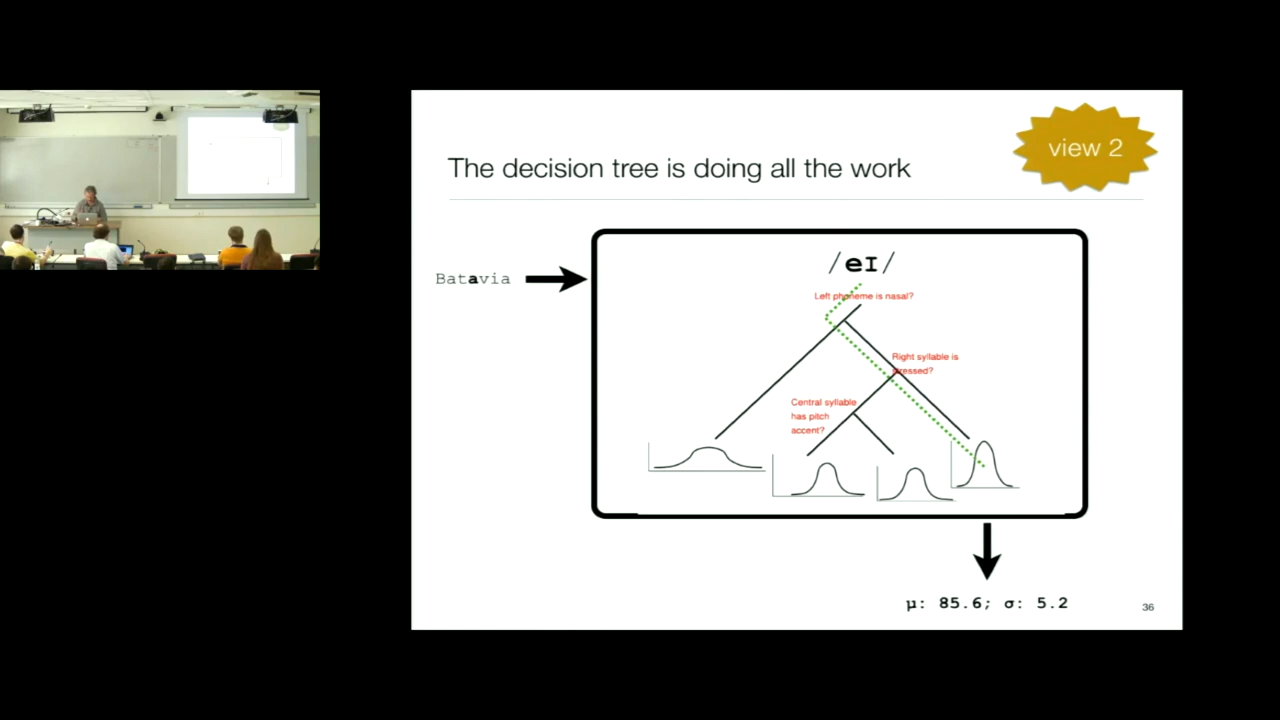 view 2
The decision tree is doing all the work
Batavia
/eɪ/
Left phoneme is nasal?
Right syllable is
stressed?
Central syllable
has pitch
accent?
μ: 85.6; σ: 5.2
36